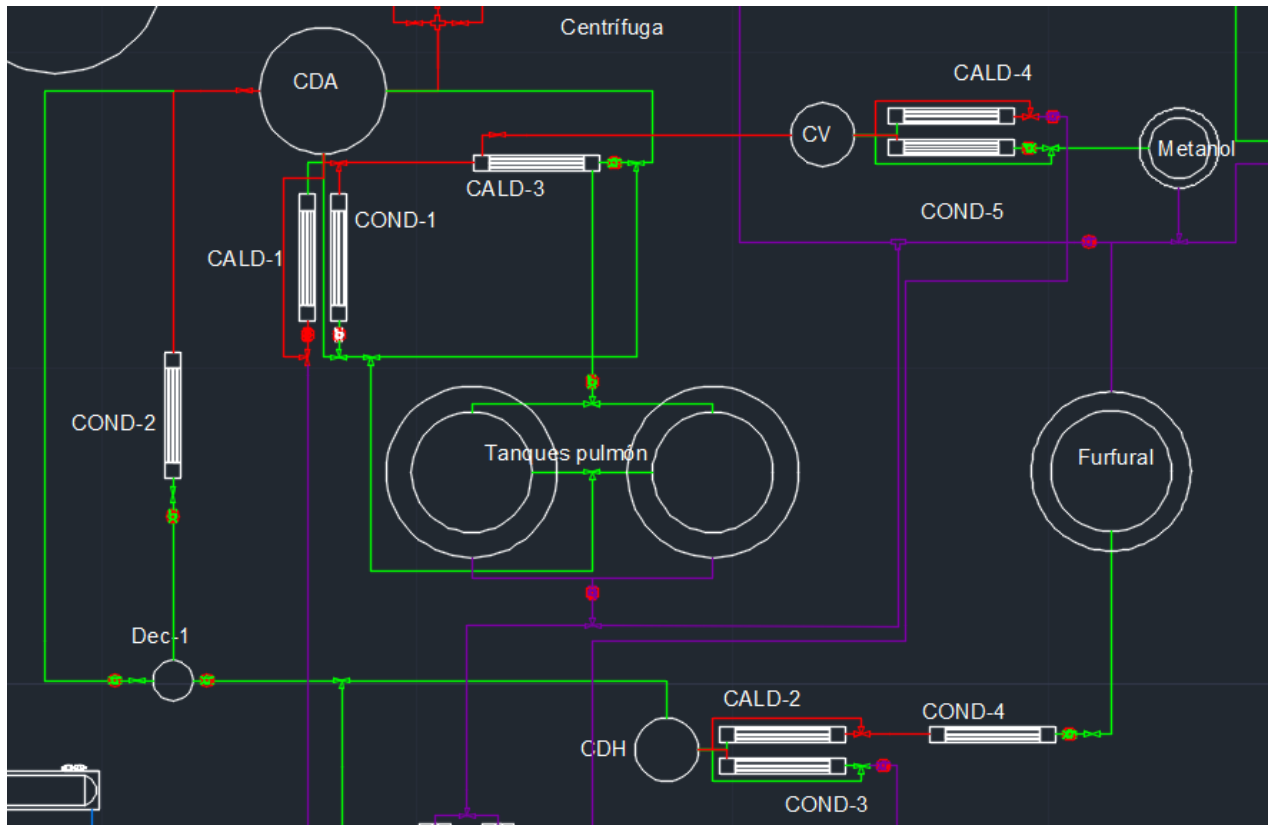 Centrífuga
CDA
CALD-4
CV
Metanol
CALD-3
COND-1
COND-5
CALD-1
COND-2
Tanques pulmón
Furfural
Dec-1
CALD-2
COND-4
CDH
COND-3